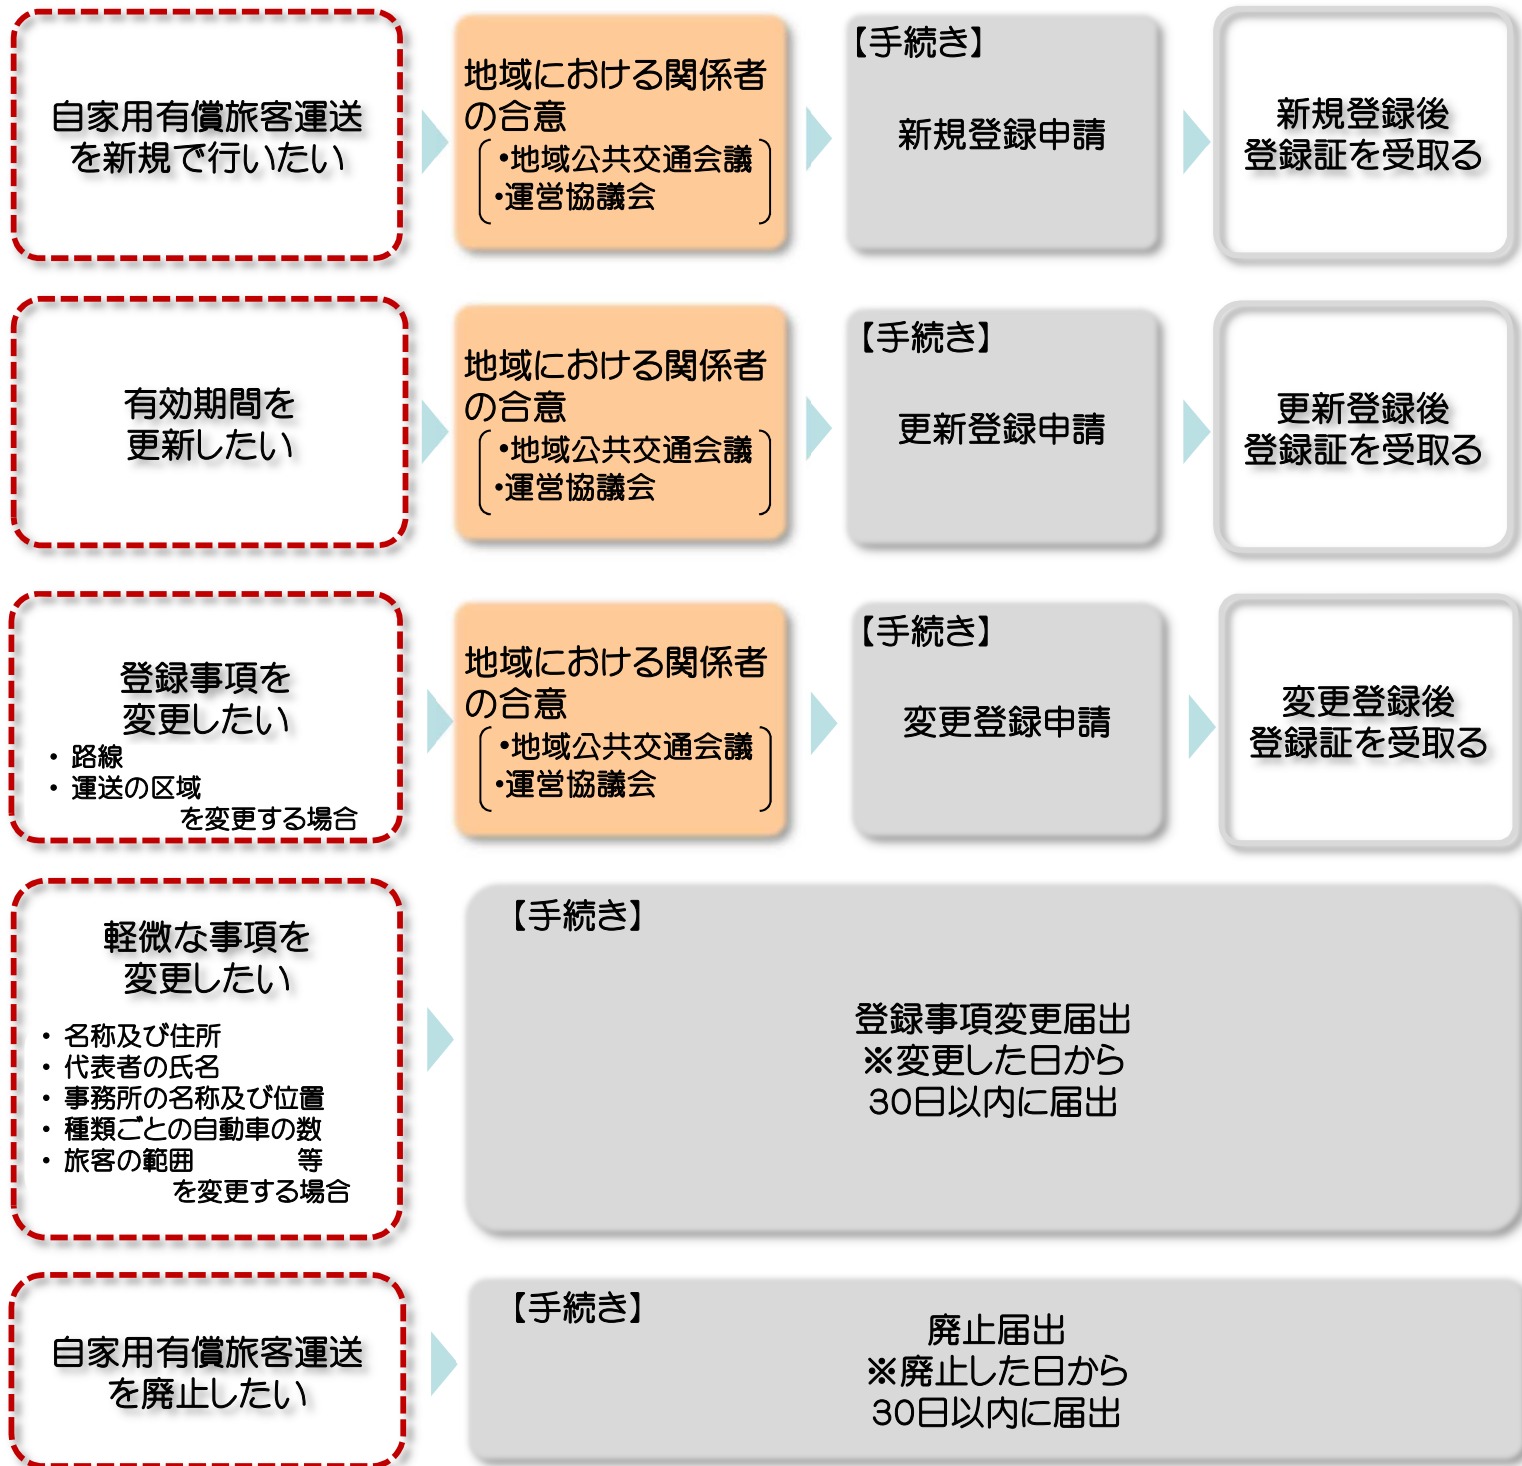 自家用有償旅客運送
を新規で行いたい
地域における関係者
の合意
・地域公共交通会議
・運営協議会
【手続き】
新規登録申請
新規登録後
登録証を受取る
有効期間を
更新したい
地域における関係者
の合意
・地域公共交通会議
・運営協議会
【手続き】
更新登録申請
更新登録後
登録証を受取る
登録事項を
変更したい
・ 路線
・ 運送の区域
を変更する場合
地域における関係者
の合意
・地域公共交通会議
・運営協議会
【手続き】
変更登録申請
変更登録後
登録証を受取る
軽微な事項を
変更したい
・ 名称及び住所
・ 代表者の氏名
・ 事務所の名称及び位置
・ 種類ごとの自動車の数
・ 旅客の範囲　　　　等
を変更する場合
【手続き】
登録事項変更届出
※変更した日から
30日以内に届出
自家用有償旅客運送
を廃止したい
【手続き】
廃止届出
※廃止した日から
30日以内に届出